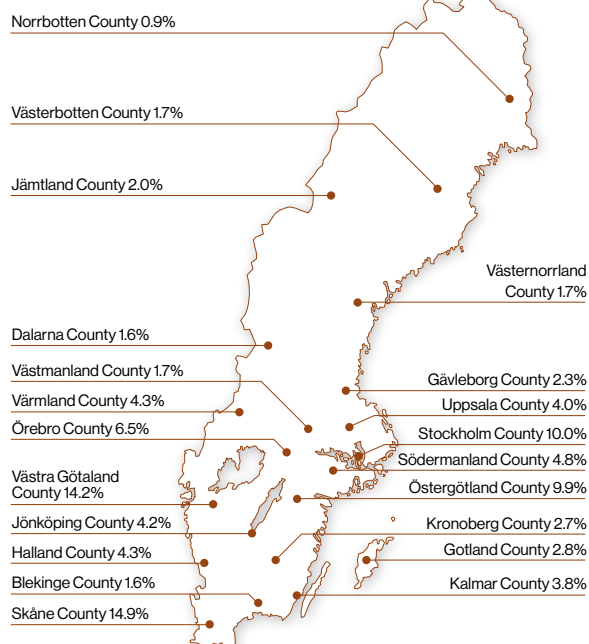 Norrbotten County 0.9%
Västerbotten County 1.7%
Jämtland County 2.0%
Västernorrland
County 1.7%
Dalarna County 1.6%
Västmanland County 1.7%
Värmland County 4.3%
Örebro County 6.5%
Västra Götaland
County 14.2%
Jönköping County 4.2%
Halland County 4.3%
Blekinge County 1.6%
Skåne County 14.9%
Gävleborg County 2.3%
Uppsala County 4.0%
Stockholm County 10.0%
Södermanland County 4.8%
Östergötland County 9.9%
Kronoberg County 2.7%
Gotland County 2.8%
Kalmar County 3.8%